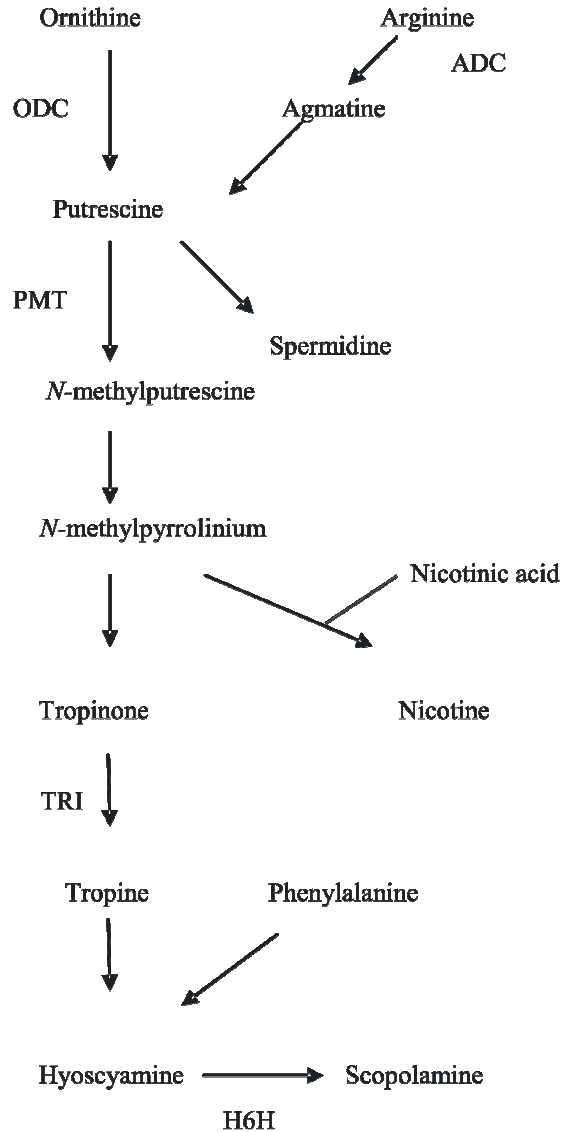 Ornithine
Arginine
ADC
ODC
Agmatine
Putrescine
PMT
Spermidine
N-methylputrescine
N-methylpyrrolinium
Nicotinic acid
Tropinone
Nicotine
TRI
Tropine
Phenylalanine
Hyoscyamine
Scopolamine
H6H